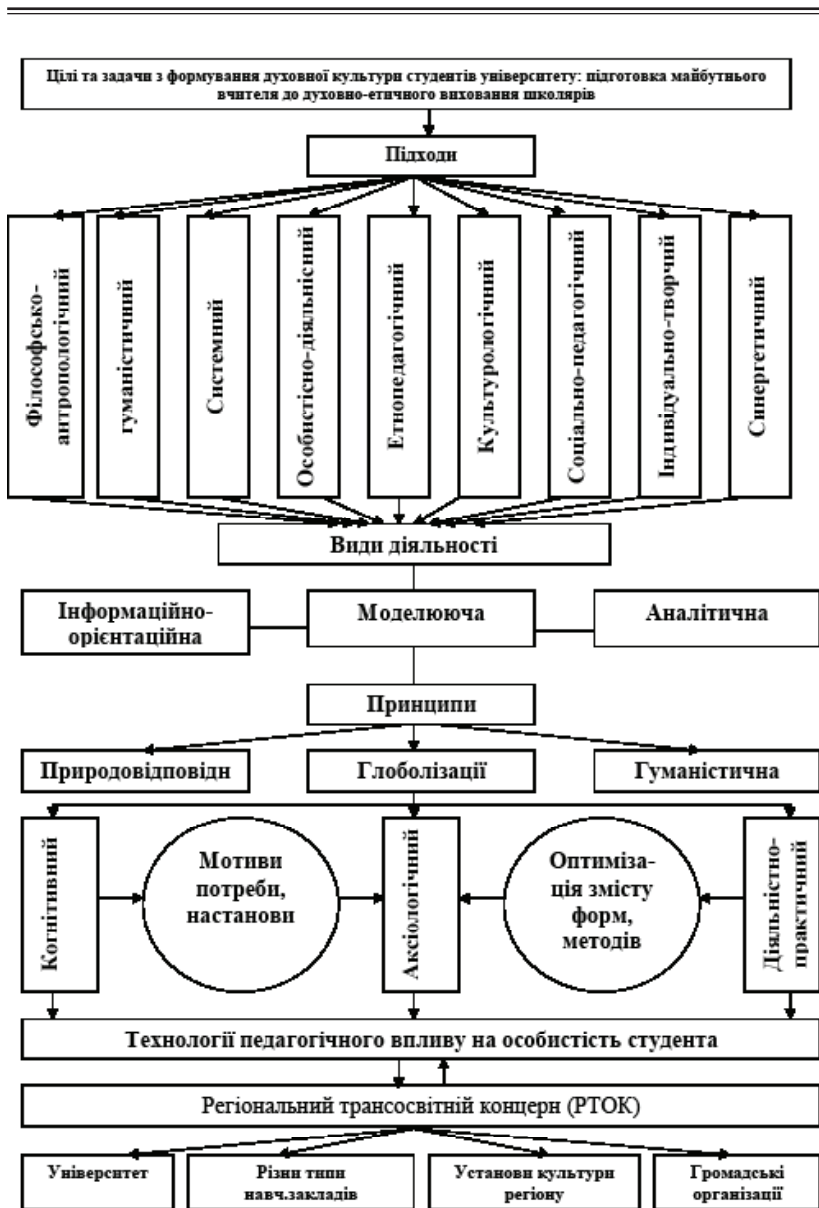 Цілі та задачі з формування духовної культури студентів університету: підготовка майбутнього
вчителя до духовно-етичного виховання школярів
Підходи
Філософсько-
антропологічний
гуманістичний
Системний
Особистісно-діяльнісний
Етнопедагогічний
Культурологічний
Соціально-педагогічний
Індивідуально-творчий
Синергетичний
Види діяльності
Інформаційно-
орієнтаційна
Моделююча
Аналітична
Принципи
Природовідповідн
Глоболізації
Гуманістична
Когнітивний
Мотиви
потреби,
настанови
Аксіологічний
Оптиміза-
ція змісту
форм,
методів
Діяльністно-
практичний
Технології педагогічного впливу на особистість студента
Регіональний трансосвітній концерн (РТОК)
Університет
Різни типи
навч.закладів
Установи культури
регіону
Громадські
організації